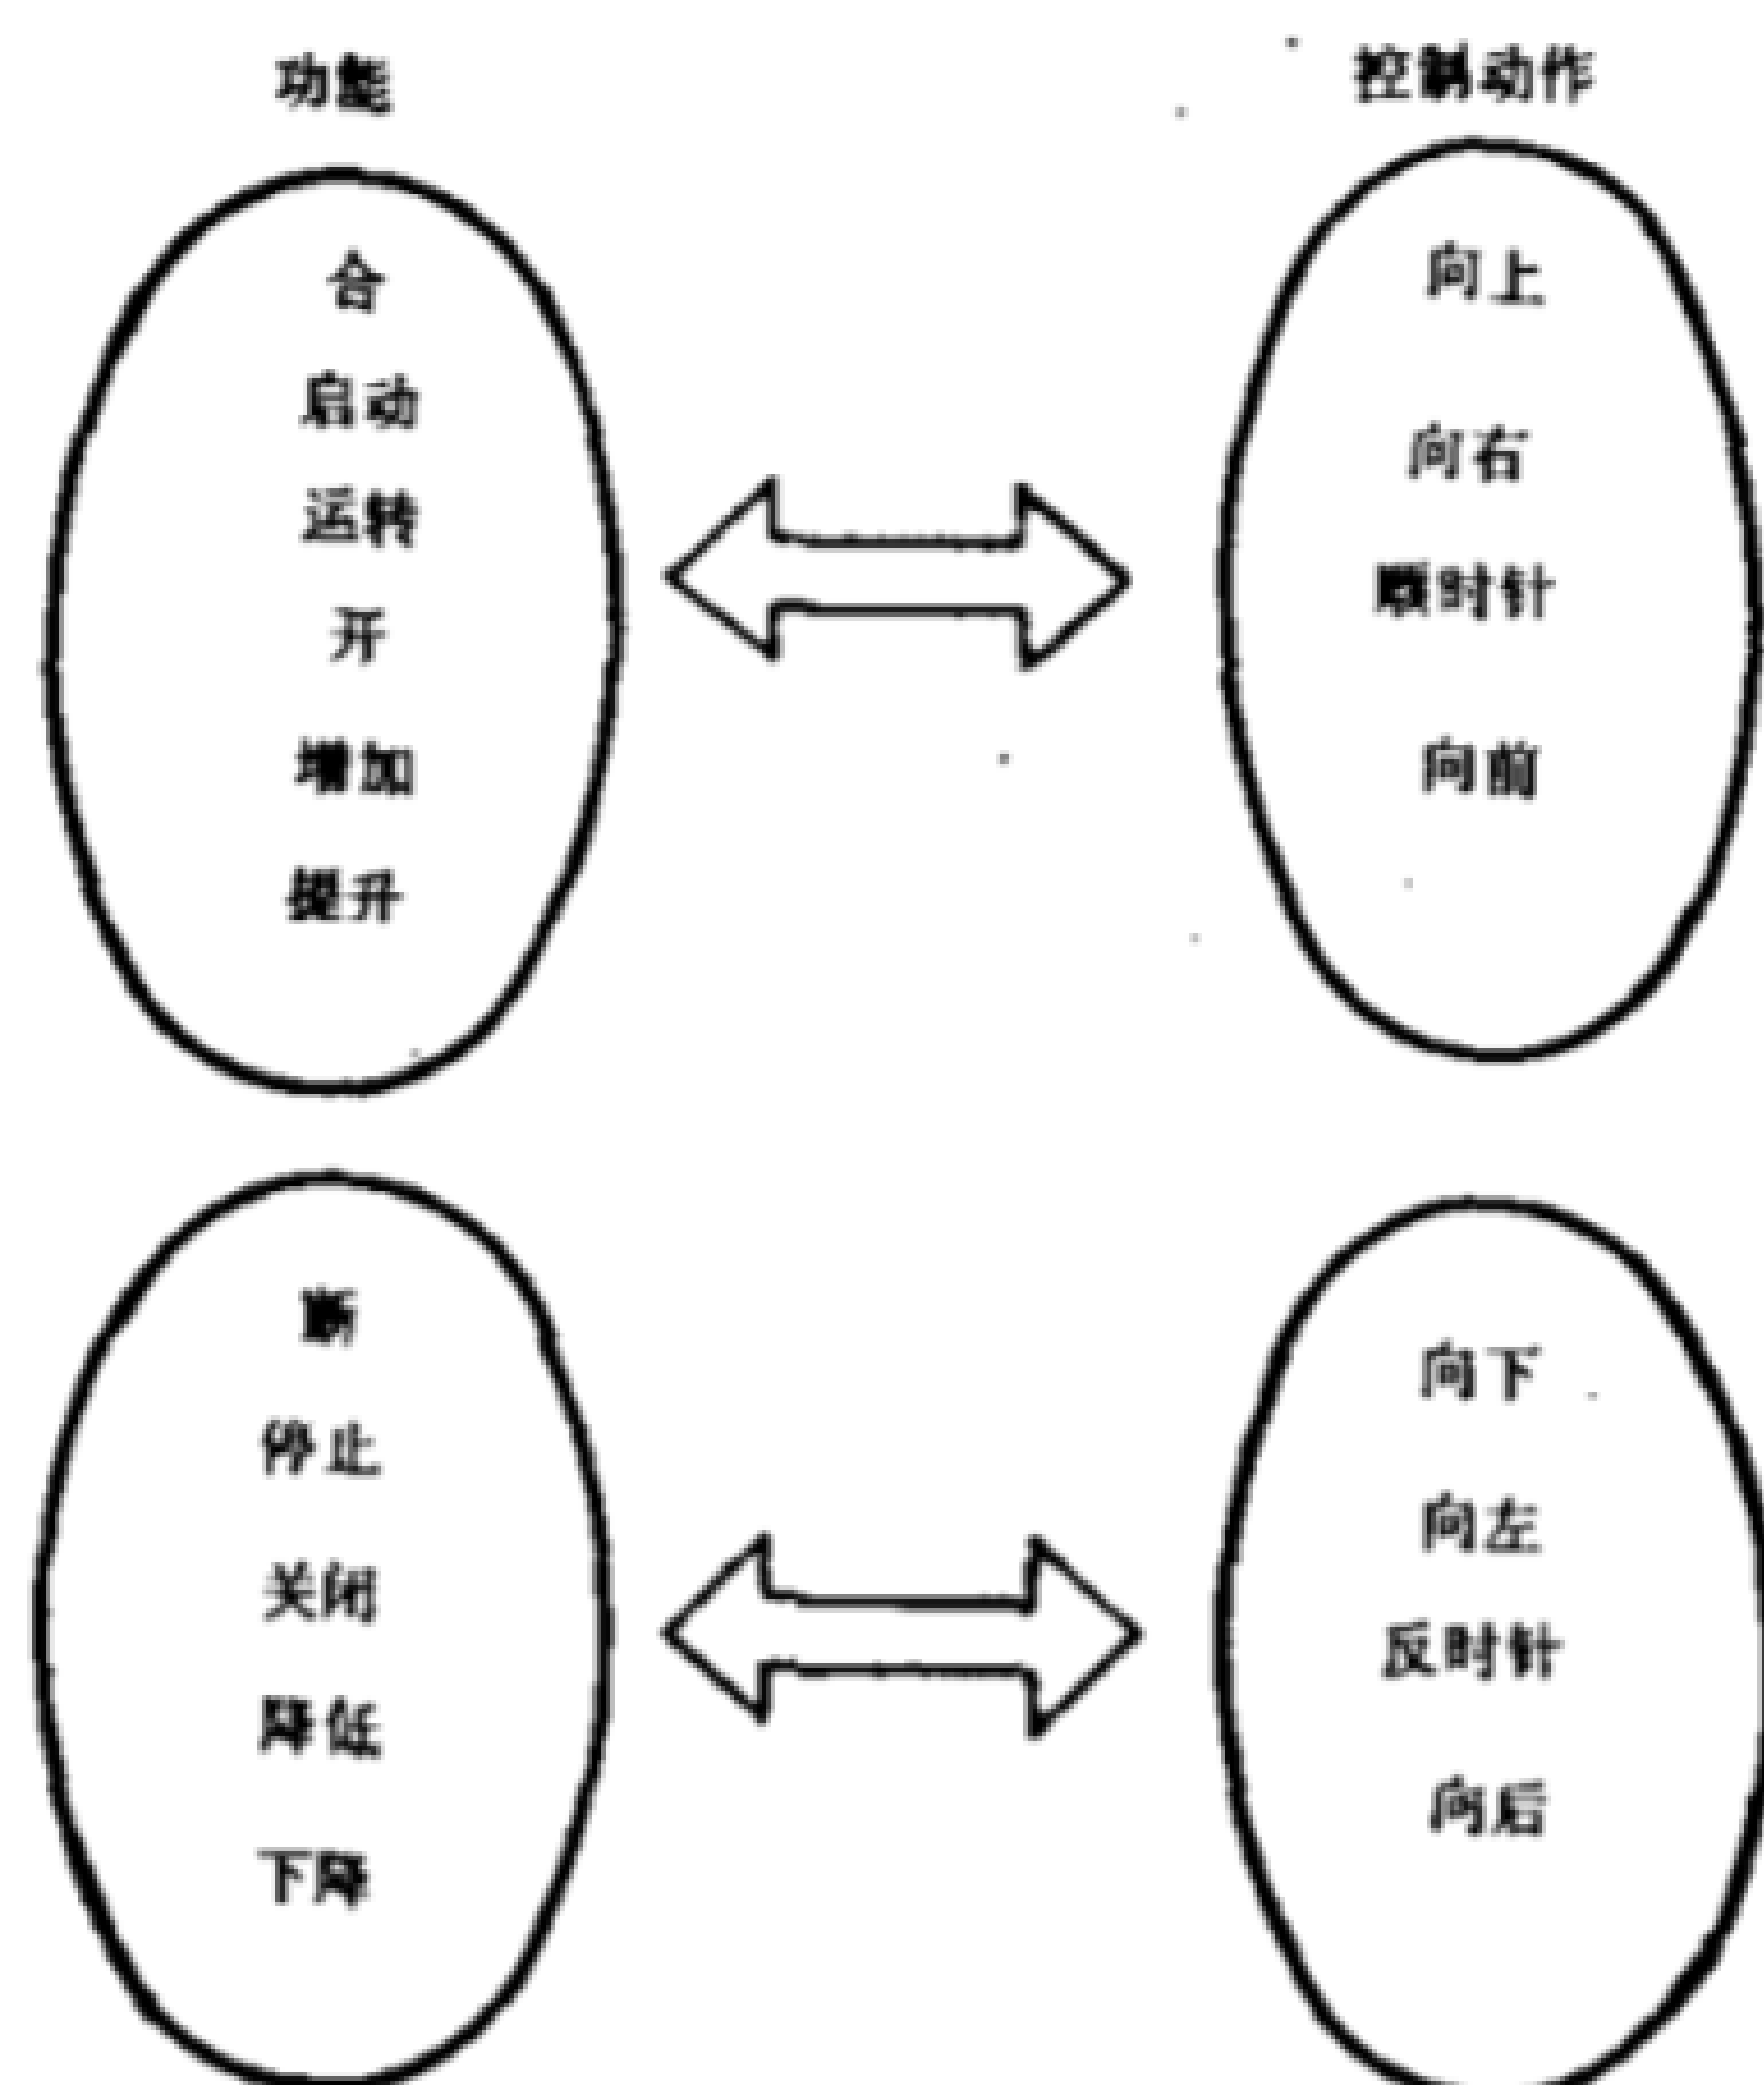 功能
控制动作
合
启动
运转
开
增加
提升
向上
向右
顺时针
向前
断
停止
关闭
降低
下降
向下
向左
反时针
向后